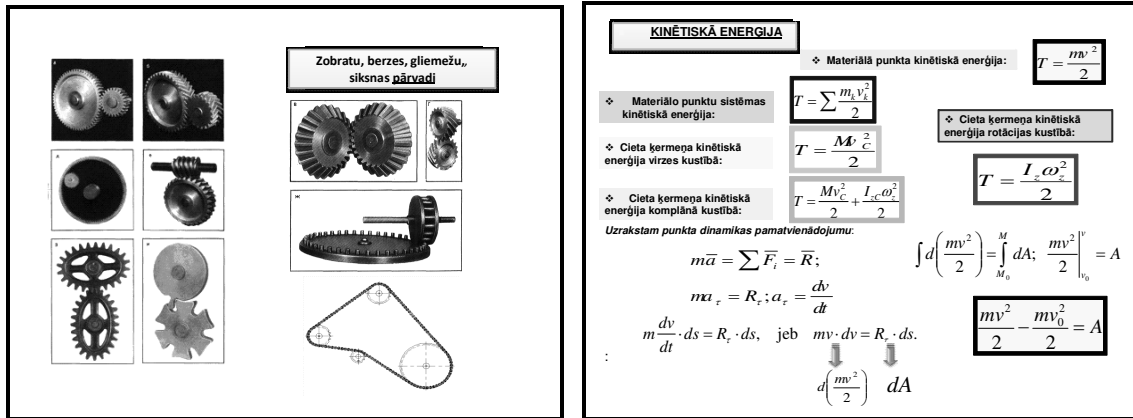 Zobratu, berzes, gliemežu,,
siksnas pārvadi
KINĒTISKĀ ENERĢIJA
❖ Materiālā punkta kinētiskā enerģija:
T = mv²/2
❖ Materiālo punktu sistēmas
kinētiskā enerģija:
T = ∑ m_k v_k²/2
❖ Cieta ķermeņa kinētiskā
enerģija rotācijas kustībā:
T = I_z ω_z²/2
❖ Cieta ķermeņa kinētiskā
enerģija virzes kustībā:
T = Mv_C²/2
❖ Cieta ķermeņa kinētiskā
enerģija komplānā kustībā:
T = Mv_C²/2 + I_zC ω_z²/2
Uzrakstam punkta dinamikas pamatvienādojumu:
ma̅ = ∑ F̅_i = R̅;
ma_τ = R_τ; a_τ = dv/dt
m dv/dt · ds = R_τ · ds, jeb mv · dv = R_τ · ds.
:
d(mv²/2) dA
∫ d(mv²/2) = ∫_{M_0}^{M} dA; mv²/2 |_{v_0}^{v} = A
mv²/2 − mv_0²/2 = A